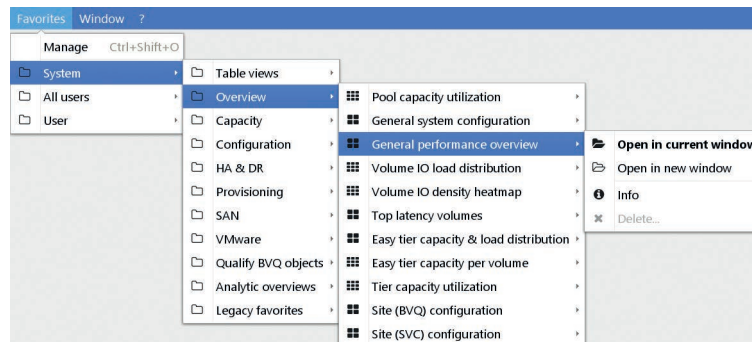 Favorites Window ?
Manage Ctrl+Shift+O
System
All users
User
Table views
Overview
Capacity
Configuration
HA & DR
Provisioning
SAN
VMware
Qualify BVQ objects
Analytic overviews
Legacy favorites
Pool capacity utilization
General system configuration
General performance overview
Volume IO load distribution
Volume IO density heatmap
Top latency volumes
Easy tier capacity & load distribution
Easy tier capacity per volume
Tier capacity utilization
Site (BVQ) configuration
Site (SVC) configuration
Open in current window
Open in new window
Info
Delete...